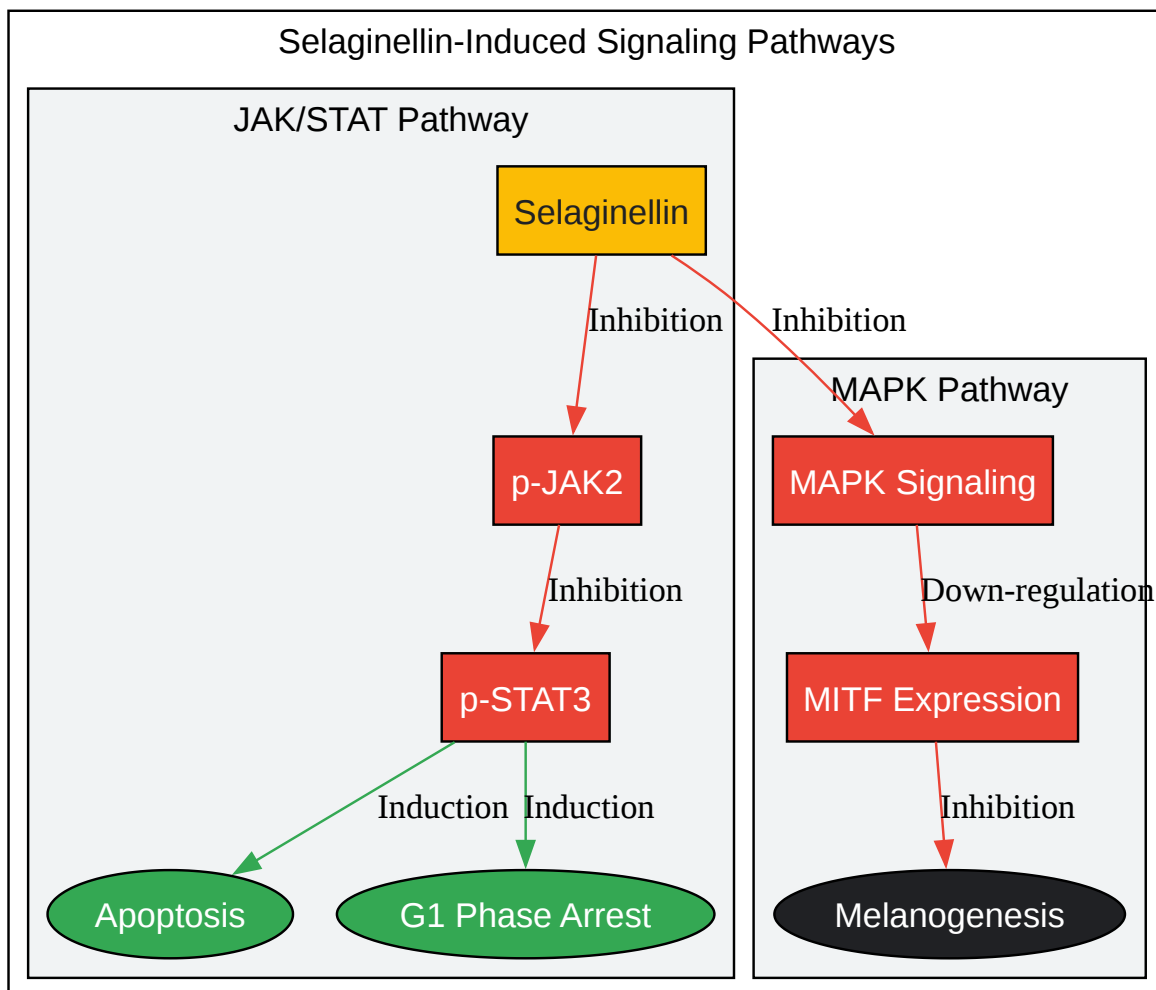 Selaginellin-Induced Signaling Pathways
JAK/STAT Pathway
Selaginellin
Inhibition
Inhibition
MAPK Pathway
p-JAK2
MAPK Signaling
Inhibition
Down-regulation
p-STAT3
MITF Expression
Induction
Induction
Inhibition
Apoptosis
G1 Phase Arrest
Melanogenesis